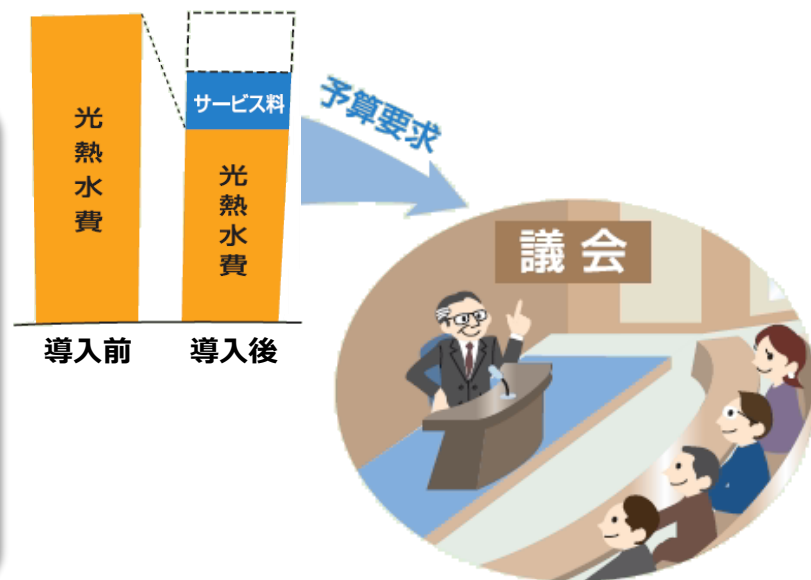 光熱水費
サービス料
光熱水費
導入前
導入後
予算要求
議会